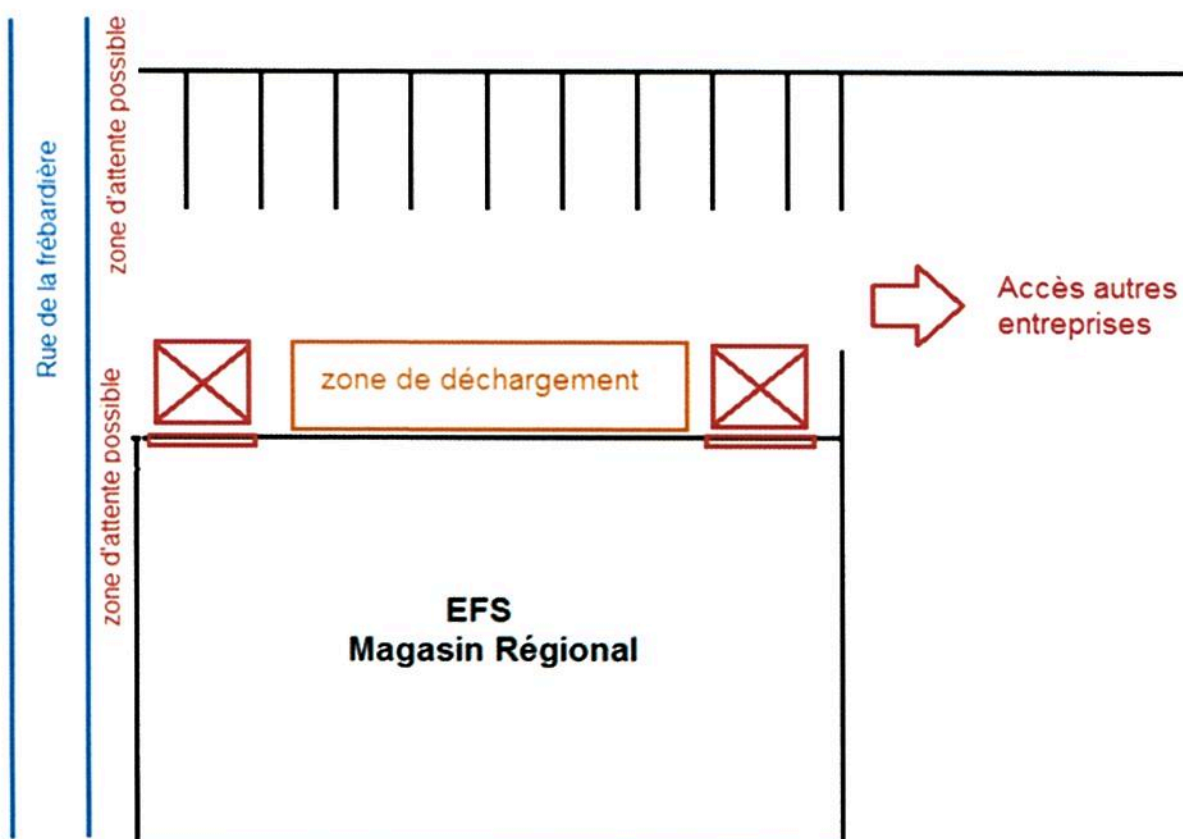 Rue de la frébardière
zone d'attente possible
zone d'attente possible
Accès autres
entreprises
zone de déchargement
EFS
Magasin Régional